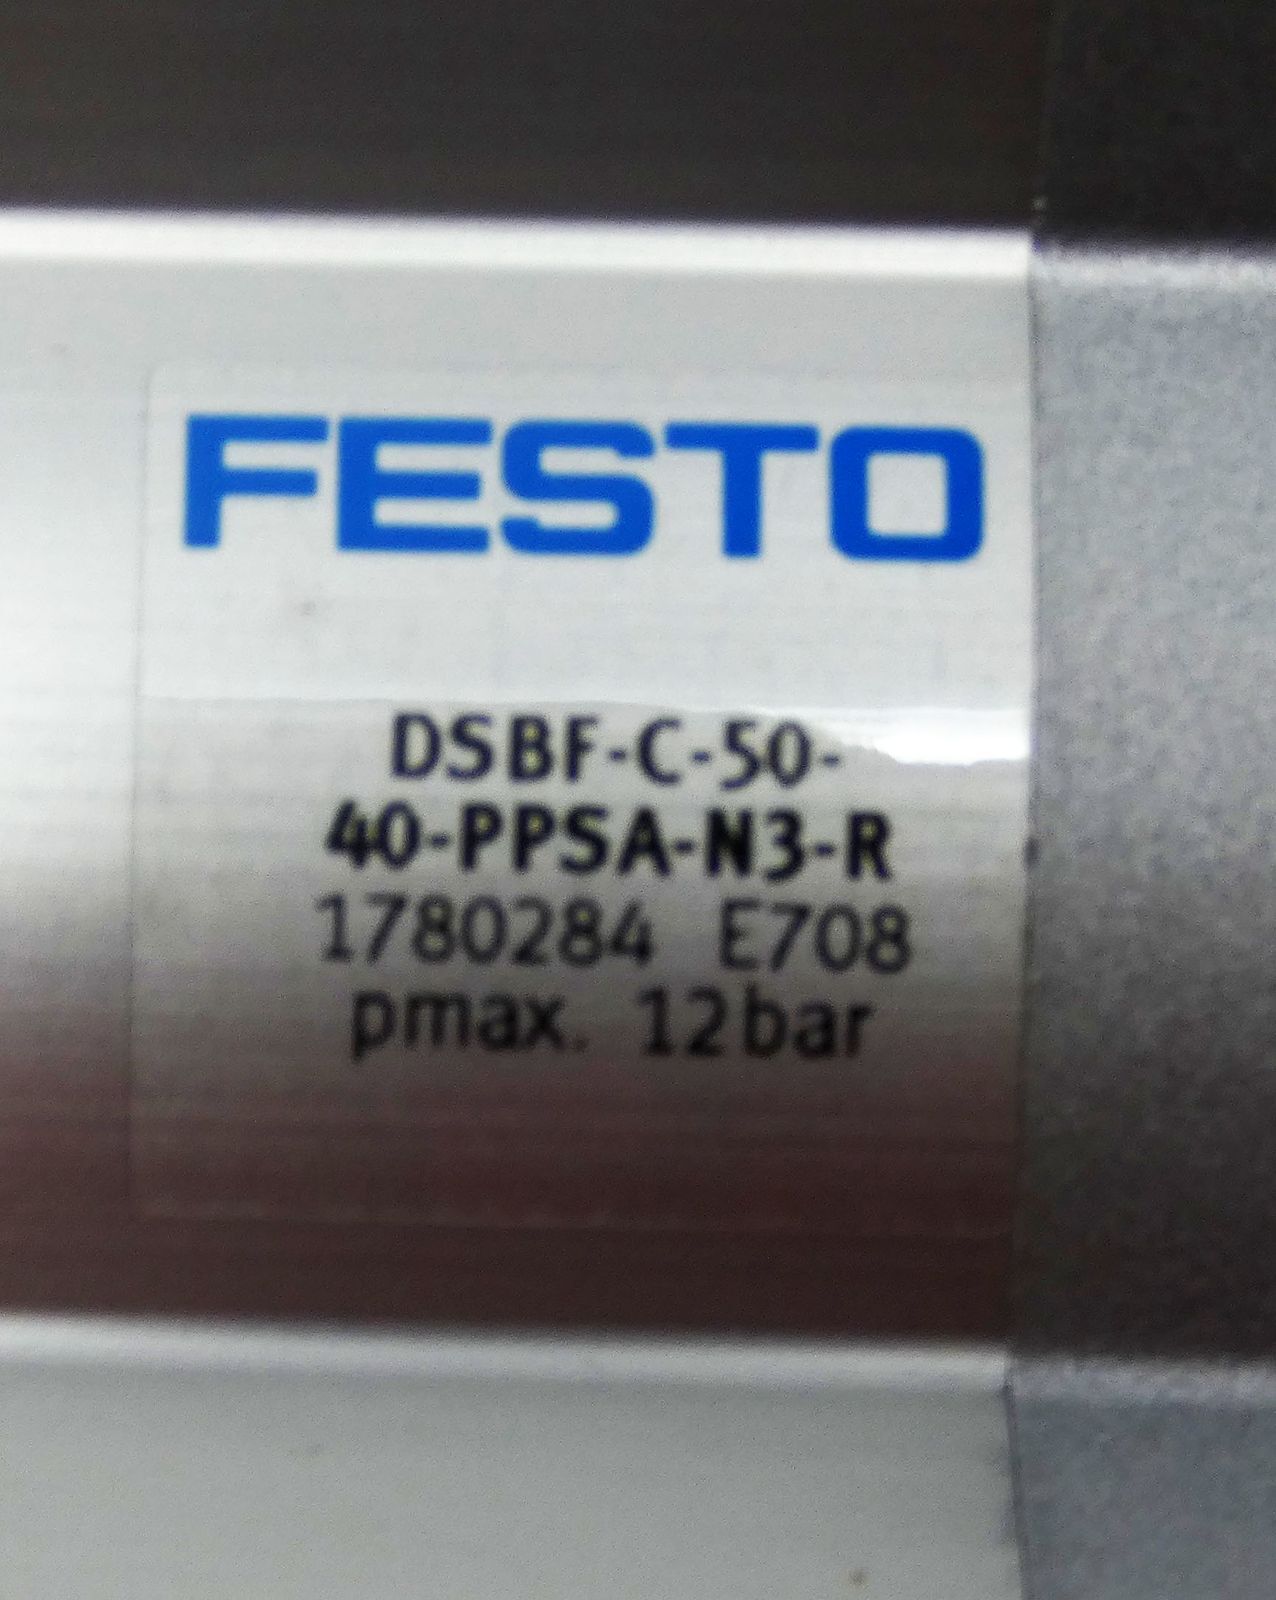 FESTO
DSBF-C-50-
40-PPSA-N3-R
1780284 E708
pmax. 12bar